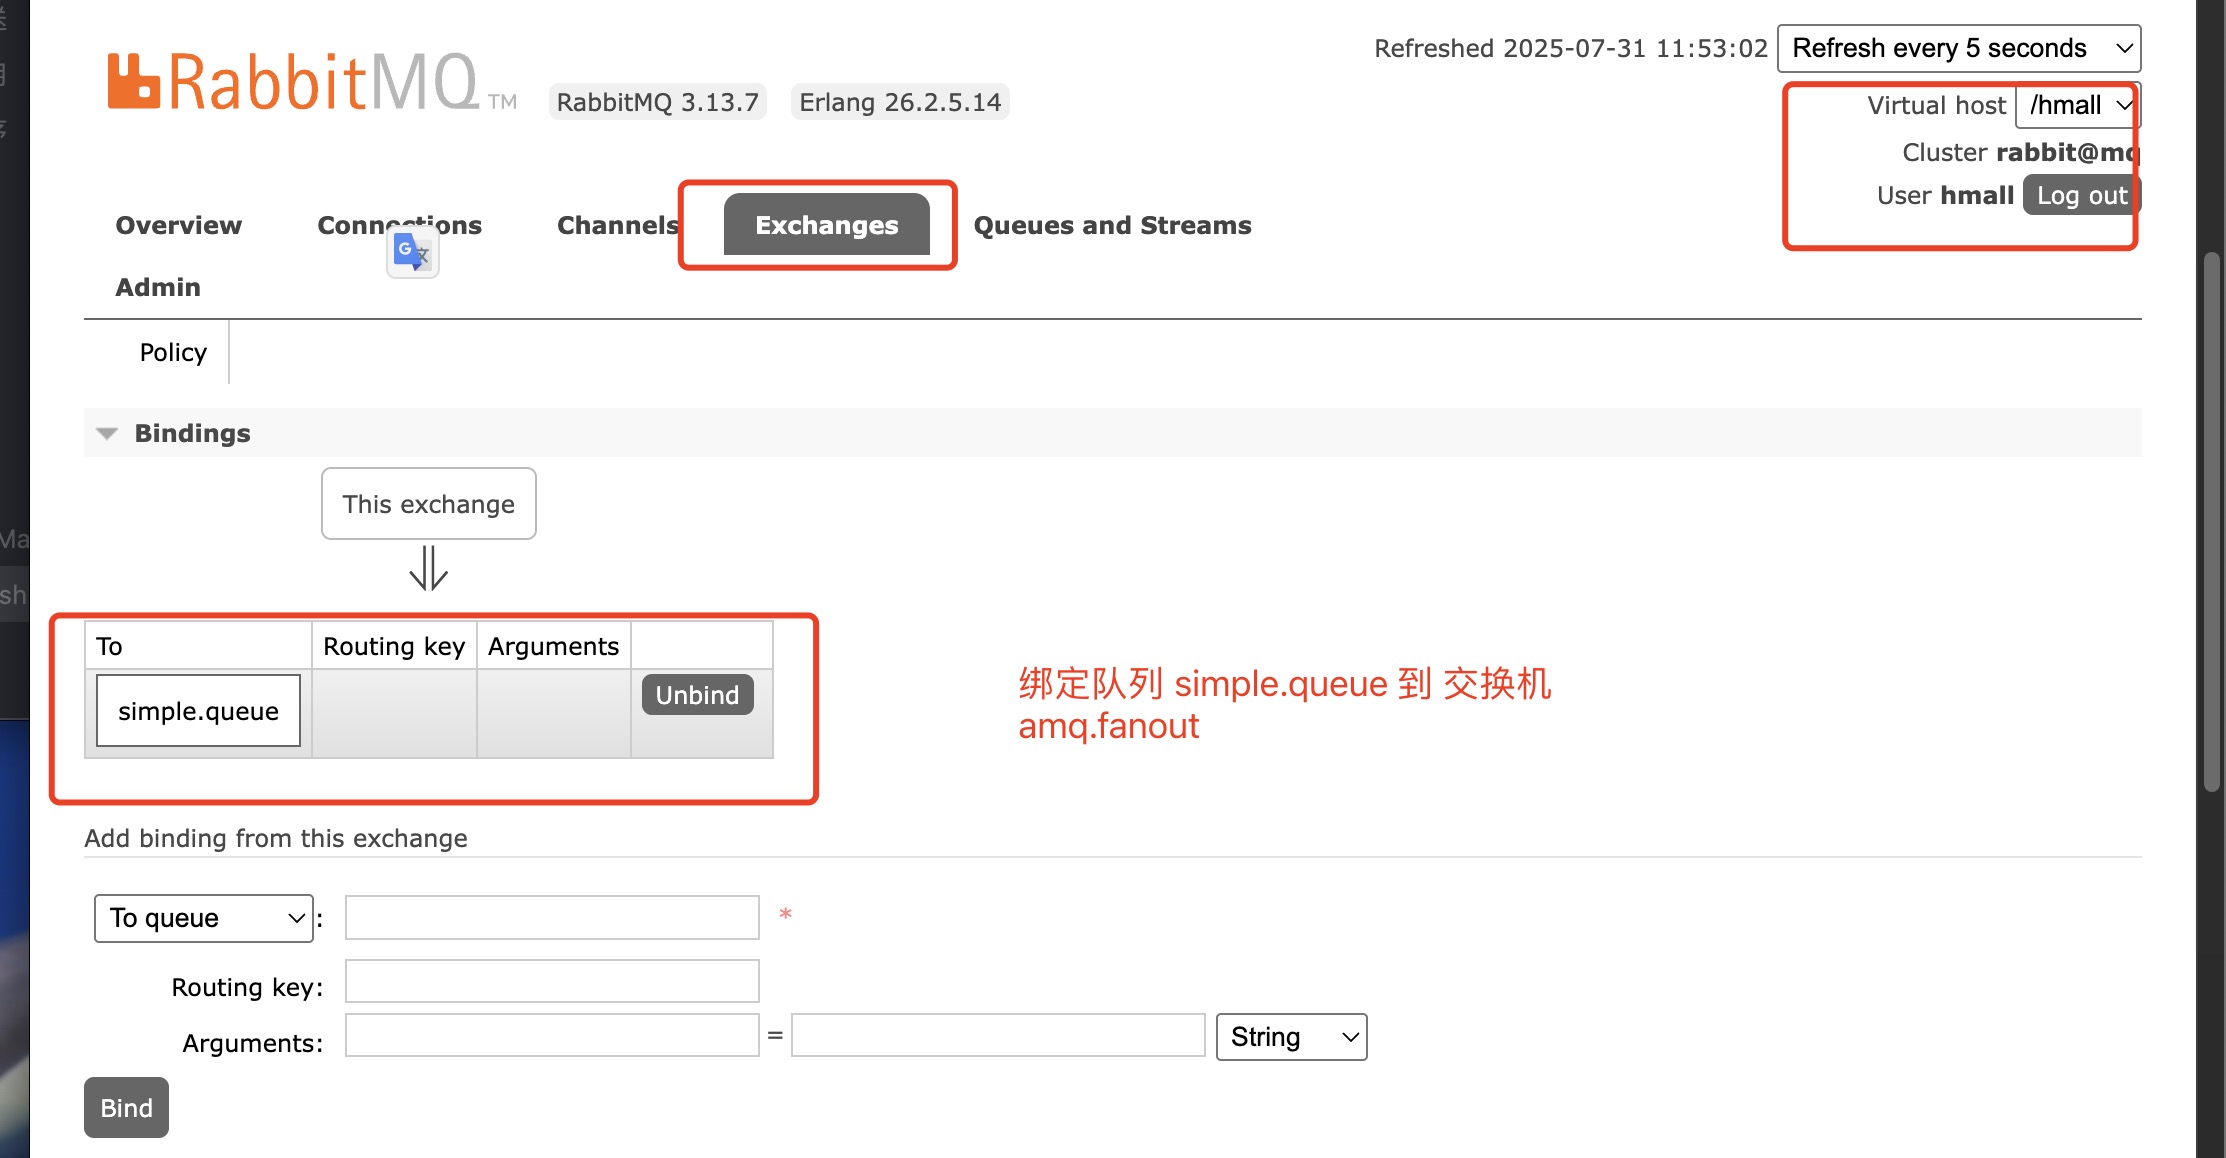 Refreshed 2025-07-31 11:53:02 Refresh every 5 seconds
RabbitMQ TM RabbitMQ 3.13.7 Erlang 26.2.5.14
Virtual host /hmall
Cluster rabbit@mq
User hmall Log out
Overview Connections Channels Exchanges Queues and Streams
Admin
Policy
Bindings
This exchange
⇓
To Routing key Arguments
simple.queue Unbind
绑定队列 simple.queue 到 交换机
amq.fanout
Add binding from this exchange
To queue : *
Routing key:
Arguments: = String
Bind
Ma
sh